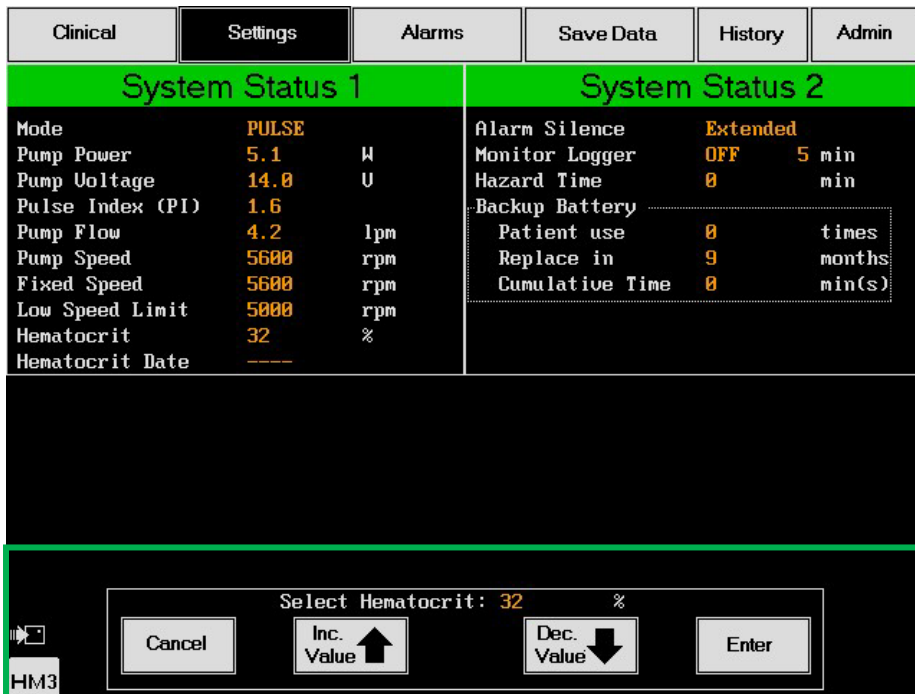 Clinical Settings Alarms Save Data History Admin
System Status 1
Mode PULSE
Pump Power 5.1 W
Pump Voltage 14.0 V
Pulse Index (PI) 1.6
Pump Flow 4.2 lpm
Pump Speed 5600 rpm
Fixed Speed 5600 rpm
Low Speed Limit 5000 rpm
Hematocrit 32 %
Hematocrit Date ----
System Status 2
Alarm Silence Extended
Monitor Logger OFF 5 min
Hazard Time 0 min
Backup Battery
Patient use 0 times
Replace in 9 months
Cumulative Time 0 min(s)
Select Hematocrit: 32 %
Cancel
Inc.
Value
Dec.
Value
Enter
HM3